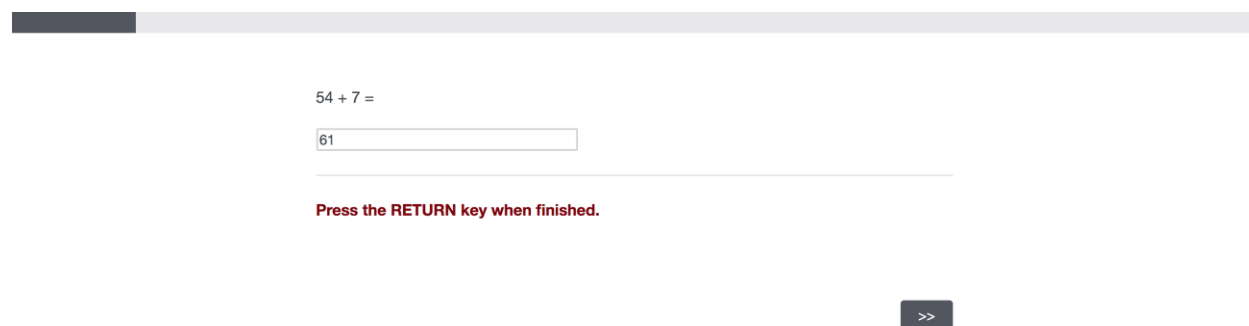 54 + 7 =
61
Press the RETURN key when finished.
>>